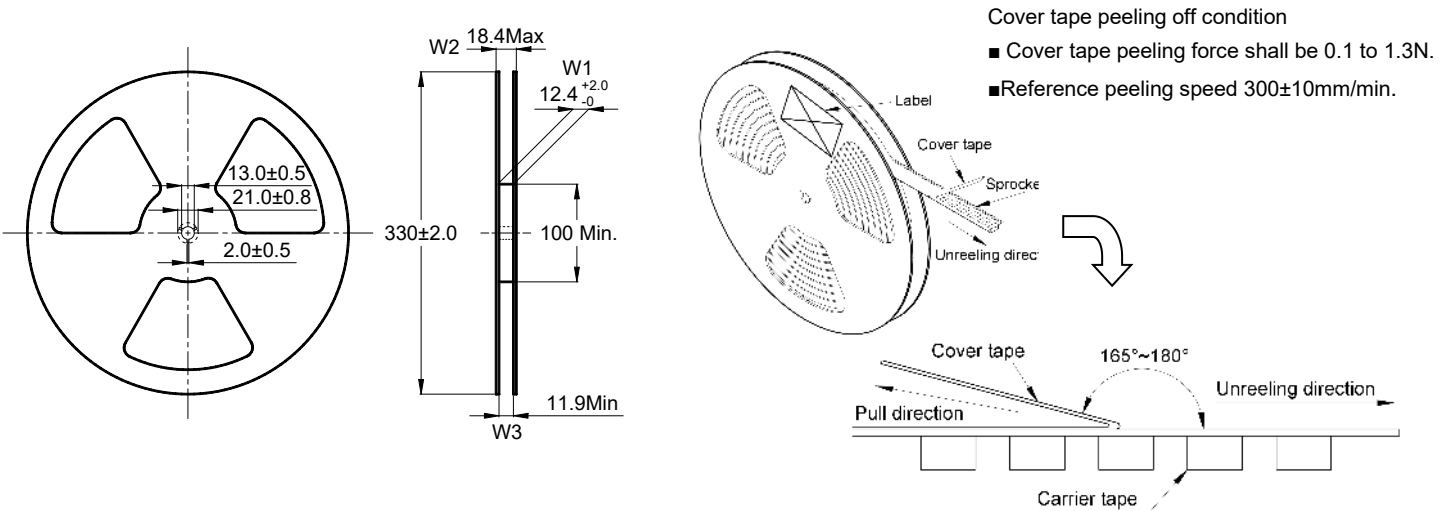 Cover tape peeling off condition
■ Cover tape peeling force shall be 0.1 to 1.3N.
■Reference peeling speed 300±10mm/min.
18.4Max
W2
W1
12.4 +2.0 -0
13.0±0.5
21.0±0.8
330±2.0
100 Min.
2.0±0.5
11.9Min
W3
Label
Cover tape
Sprocke
Unreeling direc
Cover tape
165°~180°
Unreeling direction
Pull direction
Carrier tape